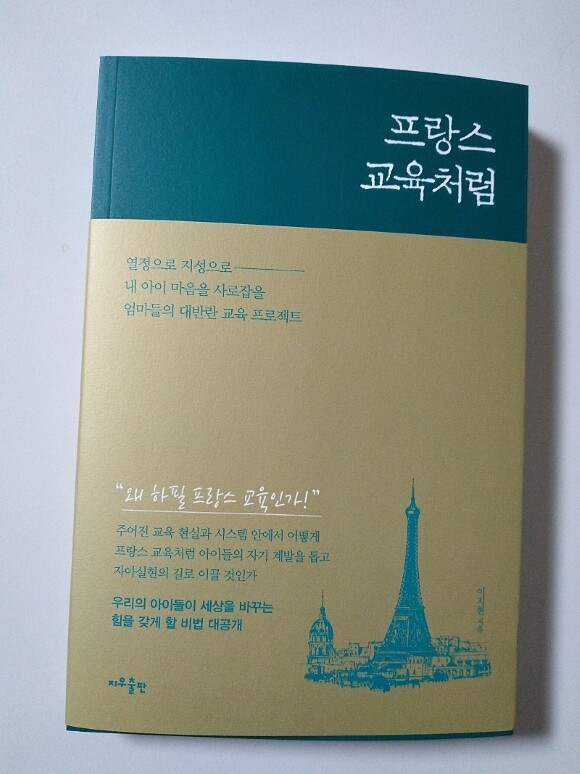 프랑스
교육처럼
열정으로 지성으로
내 아이 마음을 사로잡을
엄마들의 대반란 교육 프로젝트
"왜 하필 프랑스 교육인가!"
주어진 교육 현실과 시스템 안에서 어떻게
프랑스 교육처럼 아이들의 자기 계발을 돕고
자아실현의 길로 이끌 것인가
우리의 아이들이 세상을 바꾸는
힘을 갖게 할 비법 대공개
이지현 지음
지우출판